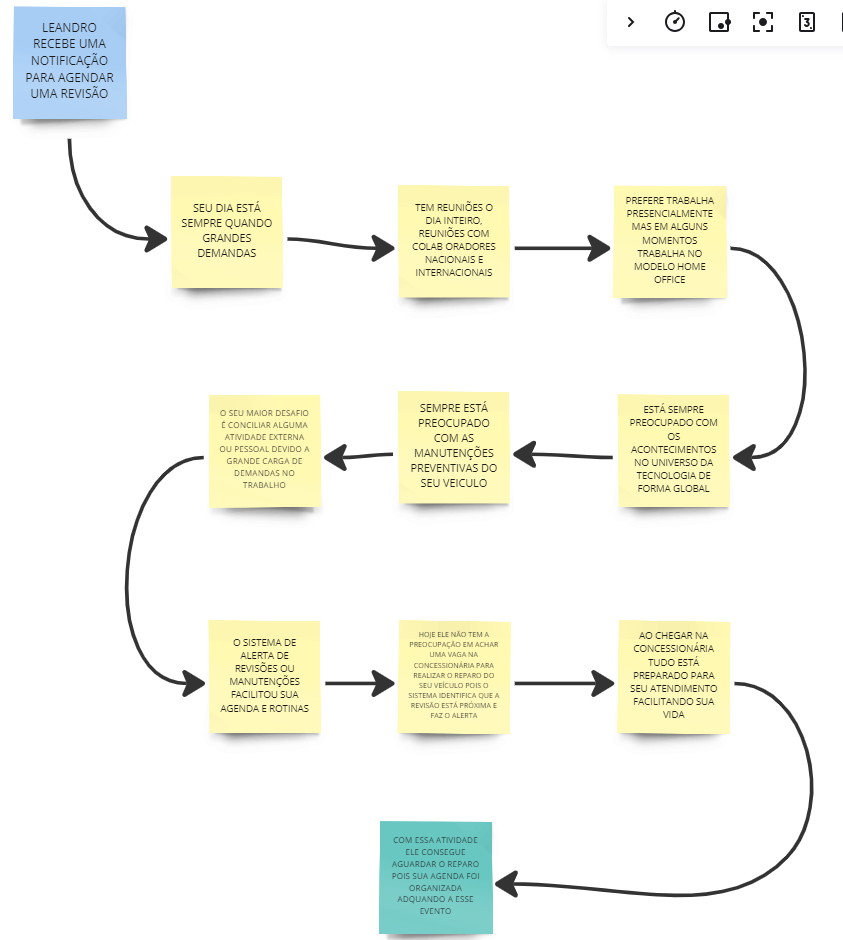 LEANDRO
RECEBE UMA
NOTIFICAÇÃO
PARA AGENDAR
UMA REVISÃO
3
SEU DIA ESTÁ
SEMPRE QUANDO
GRANDES
DEMANDAS
TEM REUNIÕES O
DIA INTEIRO,
REUNIÕES COM
COLAB ORADORES
NACIONAIS E
INTERNACIONAIS
PREFERE TRABALHA
PRESENCIALMENTE
MAS EM ALGUNS
MOMENTOS
TRABALHA NO
MODELO HOME
OFFICE
ESTÁ SEMPRE
PREOCUPADO COM
OS
ACONTECIMENTOS
NO UNIVERSO DA
TECNOLOGIA DE
FORMA GLOBAL
SEMPRE ESTÁ
PREOCUPADO
COM AS
MANUTENÇÕES
PREVENTIVAS DO
SEU VEICULO
O SEU MAIOR DESAFIO
É CONCILIAR ALGUMA
ATIVIDADE EXTERNA
OU PESSOAL DEVIDO A
GRANDE CARGA DE
DEMANDAS NO
TRABALHO
O SISTEMA DE
ALERTA DE
REVISÕES OU
MANUTENÇÕES
FACILITOU SUA
AGENDA E ROTINAS
HOJE ELE NÃO TEM A
PREOCUPAÇÃO EM ACHAR
UMA VAGA NA
CONCESSIONÁRIA PARA
REALIZAR O REPARO DO
SEU VEÍCULO POIS O
SISTEMA IDENTIFICA QUE A
REVISÃO ESTÁ PRÓXIMA E
FAZ O ALERTA
AO CHEGAR NA
CONCESSIONÁRIA
TUDO ESTÁ
PREPARADO PARA
SEU ATENDIMENTO
FACILITANDO SUA
VIDA
COM ESSA ATIVIDADE
ELE CONSEGUE
AGUARDAR O REPARO
POIS SUA AGENDA FOI
ORGANIZADA
ADQUANDO A ESSE
EVENTO